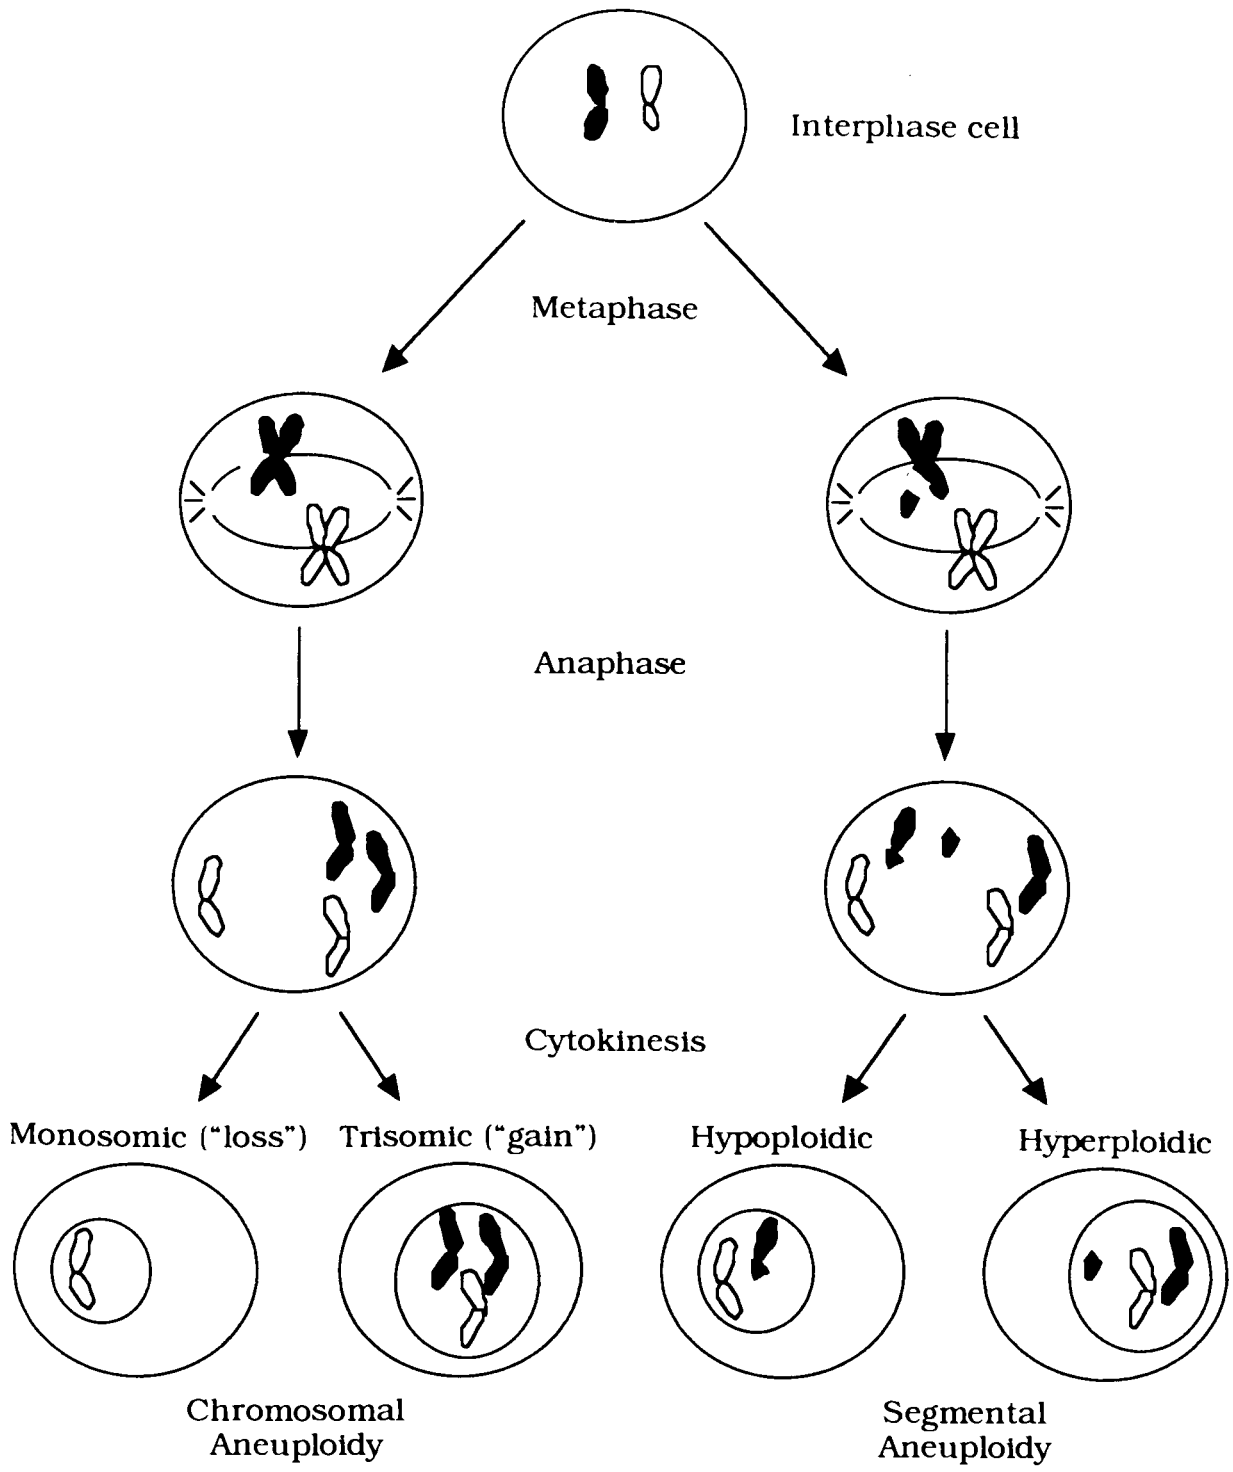 Interphase cell
Metaphase
Anaphase
Cytokinesis
Monosomic (“loss”)
Trisomic (“gain”)
Hypoploidic
Hyperploidic
Chromosomal
Aneuploidy
Segmental
Aneuploidy